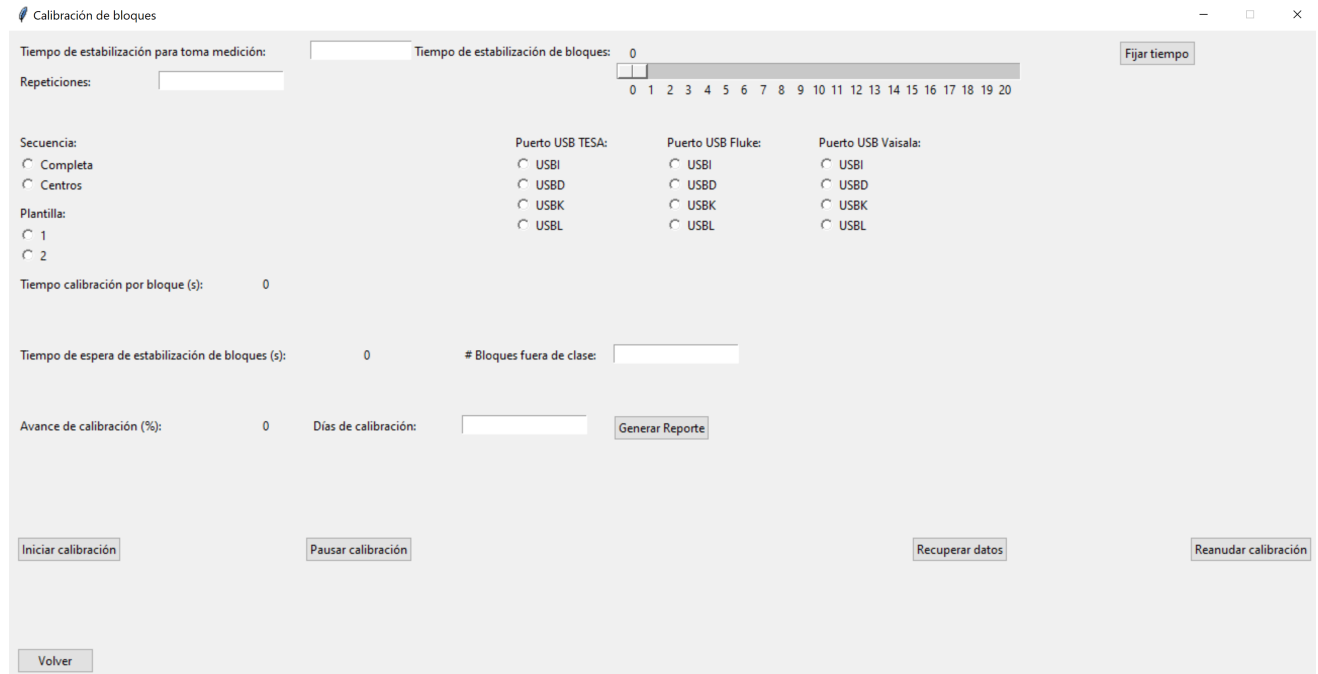 Calibración de bloques
Tiempo de estabilización para toma medición: Tiempo de estabilización de bloques: 0 Fijar tiempo
Repeticiones:
0 1 2 3 4 5 6 7 8 9 10 11 12 13 14 15 16 17 18 19 20
Secuencia: Puerto USB TESA: Puerto USB Fluke: Puerto USB Vaisala:
Completa USBI USBI USBI
Centros USBD USBD USBD
USBK USBK USBK
Plantilla:
USBL USBL USBL
1
2
Tiempo calibración por bloque (s): 0
Tiempo de espera de estabilización de bloques (s): 0 # Bloques fuera de clase:
Avance de calibración (%): 0 Días de calibración: Generar Reporte
Iniciar calibración Pausar calibración Recuperar datos Reanudar calibración
Volver